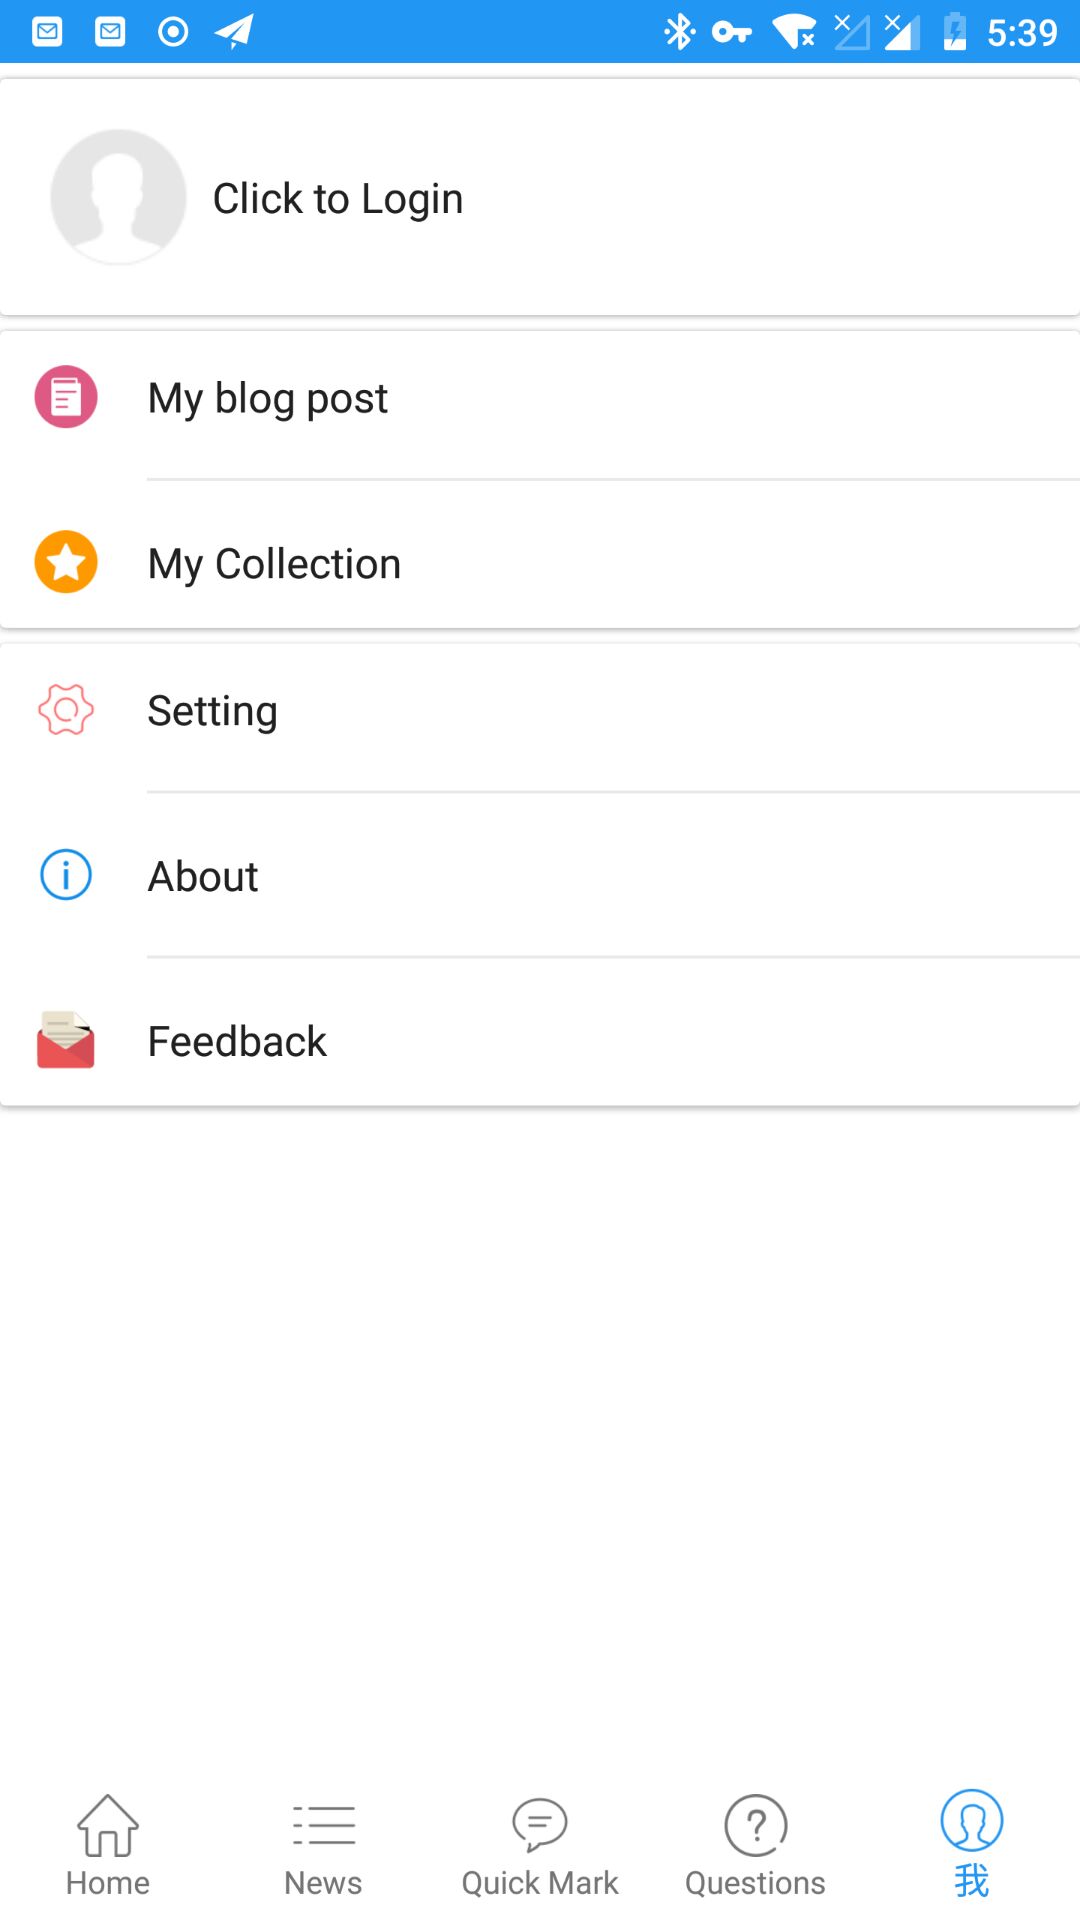 5:39
Click to Login
My blog post
My Collection
Setting
About
Feedback
Home
News
Quick Mark
Questions
我